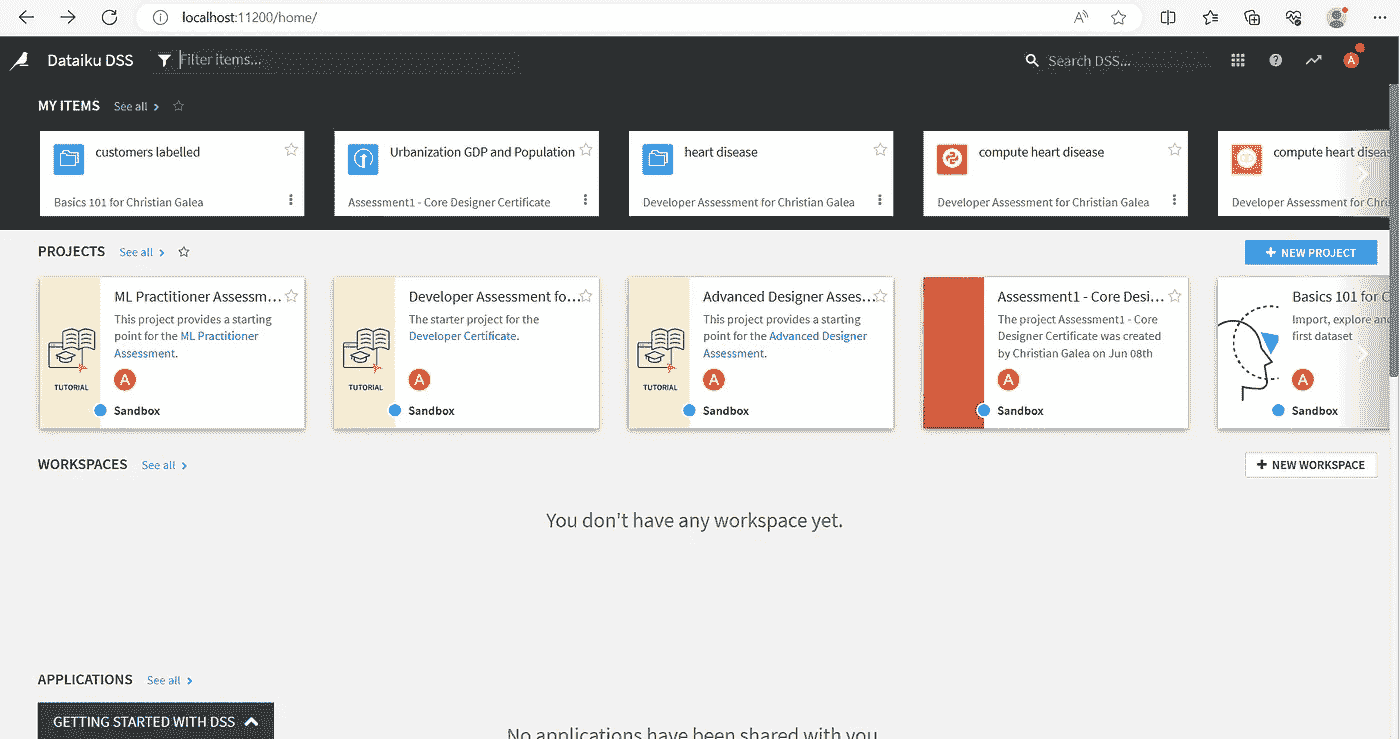 localhost:11200/home/
Dataiku DSS
Filter items...
Search DSS...
A
MY ITEMS See all
customers labelled
Basics 101 for Christian Galea
Urbanization GDP and Population
Assessment1 - Core Designer Certificate
heart disease
Developer Assessment for Christian Galea
compute heart disease
Developer Assessment for Christian Galea
compute heart diseas
Developer Assessment for Chris
PROJECTS See all
+ NEW PROJECT
ML Practitioner Assessm...
This project provides a starting
point for the ML Practitioner
Assessment.
A
TUTORIAL
Sandbox
Developer Assessment fo...
The starter project for the
Developer Certificate.
A
TUTORIAL
Sandbox
Advanced Designer Asses...
This project provides a starting
point for the Advanced Designer
Assessment.
A
TUTORIAL
Sandbox
Assessment1 - Core Desi...
The project Assessment1 - Core
Designer Certificate was created
by Christian Galea on Jun 08th
A
Sandbox
Basics 101 for C
Import, explore and
first dataset
A
Sandbox
WORKSPACES See all
+ NEW WORKSPACE
You don't have any workspace yet.
APPLICATIONS See all
GETTING STARTED WITH DSS
No applications have been shared with you